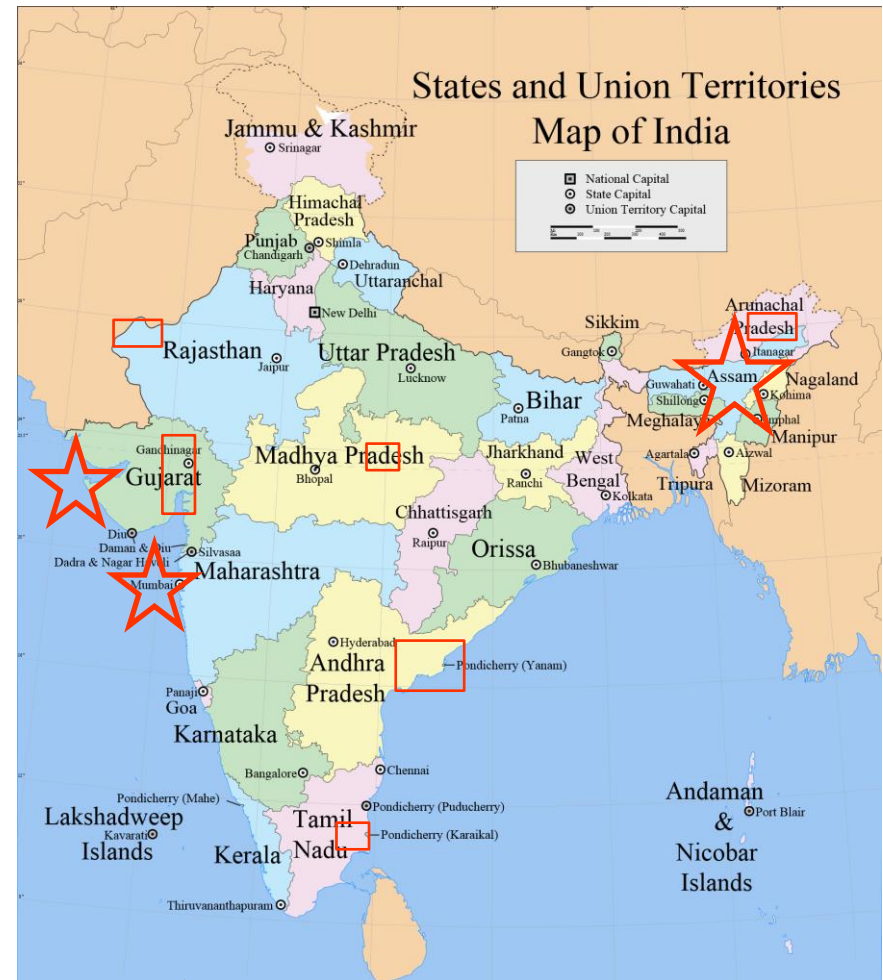 States and Union Territories
Map of India
National Capital
State Capital
Union Territory Capital
Jammu & Kashmir
Srinagar
Himachal
Pradesh
Shimla
Punjab
Chandigarh
Dehradun
Uttaranchal
Haryana
New Delhi
Rajasthan
Jaipur
Uttar Pradesh
Lucknow
Sikkim
Gangtok
Arunachal
Pradesh
Itanagar
Assam
Guwahati
Shillong
Nagaland
Kohima
Meghalaya
Imphal
Manipur
Bihar
Patna
Gandhinagar
Gujarat
Madhya Pradesh
Bhopal
Jharkhand
Ranchi
West
Bengal
Kolkata
Agartala
Tripura
Aizwal
Mizoram
Chhattisgarh
Raipur
Orissa
Bhubaneshwar
Diu
Daman & Diu
Silvasaa
Dadra & Nagar Haveli
Maharashtra
Mumbai
Hyderabad
Andhra
Pradesh
Pondicherry (Yanam)
Panaji
Goa
Karnataka
Bangalore
Chennai
Pondicherry (Mahe)
Pondicherry (Puducherry)
Lakshadweep
Kavarati
Islands
Tamil
Nadu
Pondicherry (Karaikal)
Kerala
Thiruvananthapuram
Andaman
&
Nicobar
Islands
Port Blair